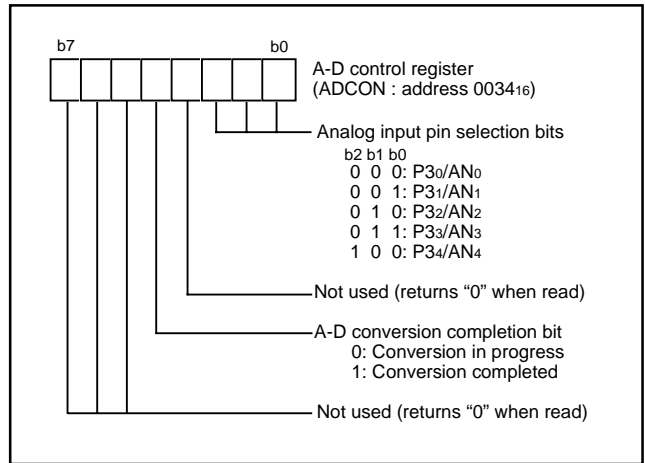 b7 b0
A-D control register
(ADCON : address 003416)
Analog input pin selection bits
b2 b1 b0
0 0 0: P30/AN0
0 0 1: P31/AN1
0 1 0: P32/AN2
0 1 1: P33/AN3
1 0 0: P34/AN4
Not used (returns “0” when read)
A-D conversion completion bit
0: Conversion in progress
1: Conversion completed
Not used (returns “0” when read)